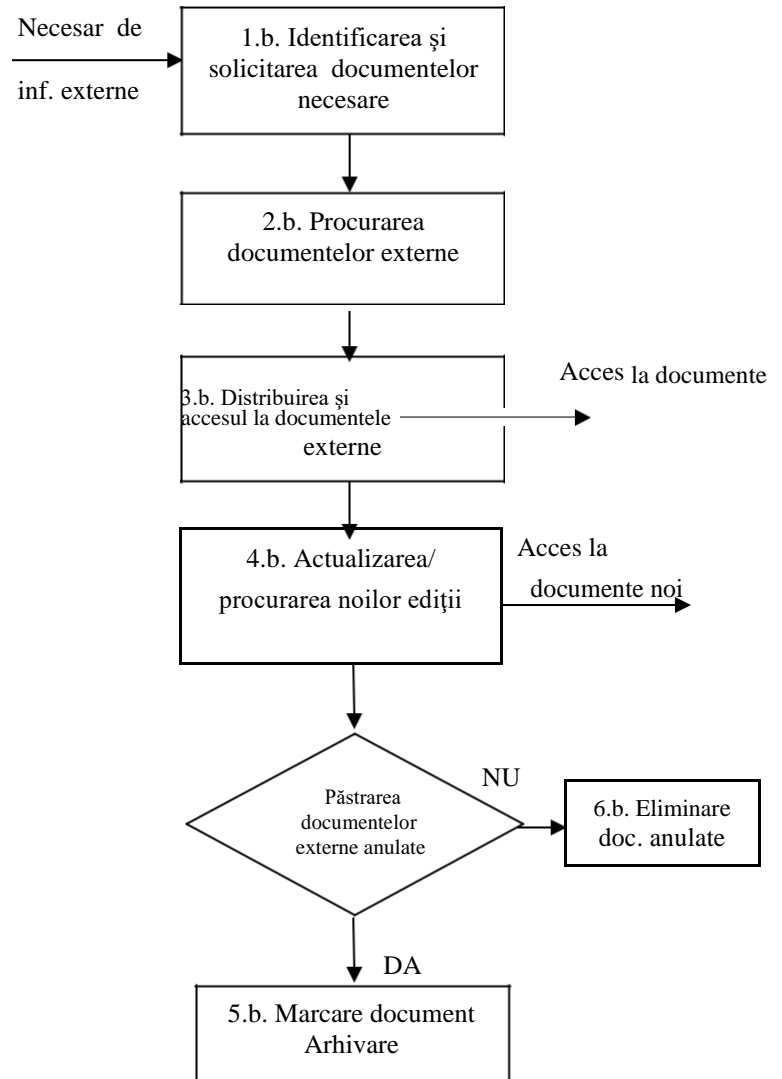 Necesar de
inf. externe
1.b. Identificarea şi
solicitarea documentelor
necesare
2.b. Procurarea
documentelor externe
3.b. Distribuirea şi
accesul la documentele
externe
Acces la documente
4.b. Actualizarea/
procurarea noilor ediţii
Acces la
documente noi
Păstrarea
documentelor
externe anulate
NU
6.b. Eliminare
doc. anulate
DA
5.b. Marcare document
Arhivare